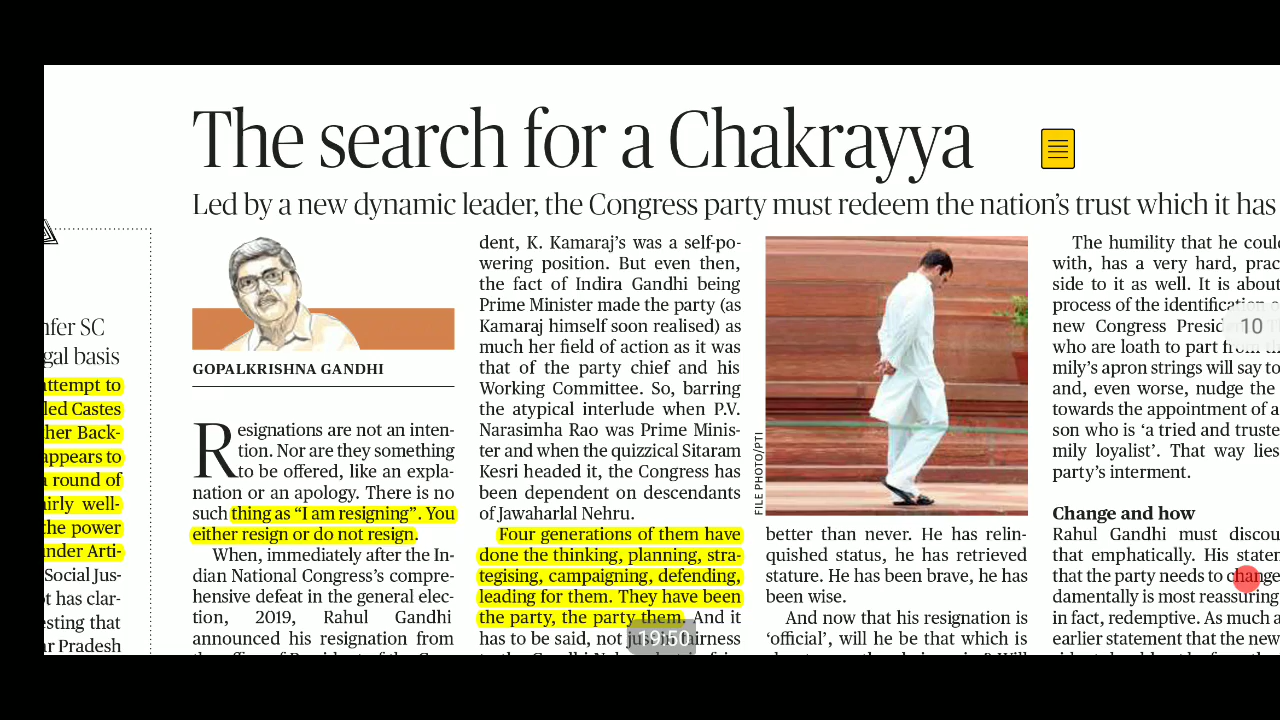 The search for a Chakrayya
Led by a new dynamic leader, the Congress party must redeem the nation's trust which it has
nfer SC
gal basis
attempt to
led Castes
her Back-
appears to
round of
airly well-
the power
under Arti-
Social Jus-
ot has clar-
esting that
ar Pradesh
GOPALKRISHNA GANDHI
Resignations are not an inten-
tion. Nor are they something
to be offered, like an expla-
nation or an apology. There is no
such thing as “I am resigning”. You
either resign or do not resign.
When, immediately after the In-
dian National Congress's compre-
hensive defeat in the general elec-
tion, 2019, Rahul Gandhi
announced his resignation from
dent, K. Kamaraj's was a self-po-
wering position. But even then,
the fact of Indira Gandhi being
Prime Minister made the party (as
Kamaraj himself soon realised) as
much her field of action as it was
that of the party chief and his
Working Committee. So, barring
the atypical interlude when P.V.
Narasimha Rao was Prime Minis-
ter and when the quizzical Sitaram
Kesri headed it, the Congress has
been dependent on descendants
of Jawaharlal Nehru.
Four generations of them have
done the thinking, planning, stra-
tegising, campaigning, defending,
leading for them. They have been
the party, the party them. And it
has to be said, not
19:50
FILE PHOTO/PTI
better than never. He has relin-
quished status, he has retrieved
stature. He has been brave, he has
been wise.
And now that his resignation is
‘official’, will he be that which is
The humility that he coul
with, has a very hard, prac
side to it as well. It is about
process of the identification
new Congress Presid
who are loath to part from th
mily's apron strings will say to
and, even worse, nudge the
towards the appointment of a
son who is ‘a tried and truste
mily loyalist’. That way lies
party's interment.
Change and how
Rahul Gandhi must discou
that emphatically. His staten
that the party needs to change
damentally is most reassuring
in fact, redemptive. As much a
earlier statement that the new
10